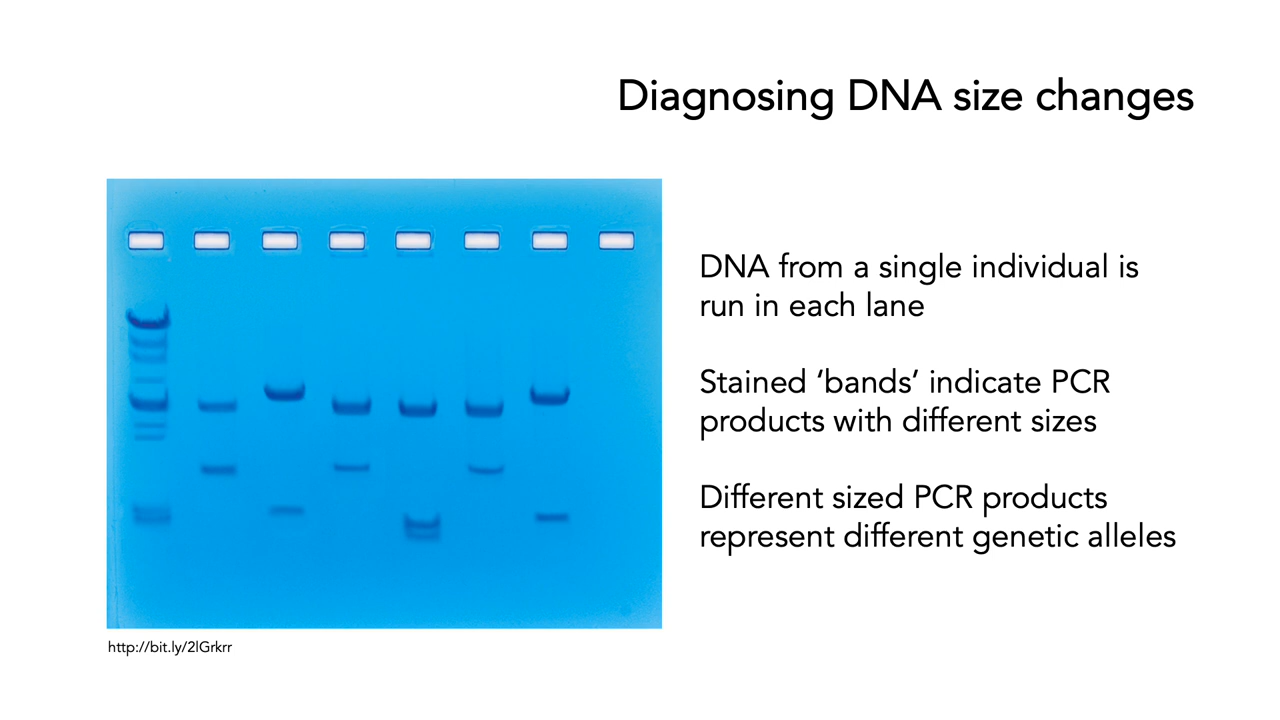 Diagnosing DNA size changes
DNA from a single individual is
run in each lane
Stained ‘bands’ indicate PCR
products with different sizes
Different sized PCR products
represent different genetic alleles
http://bit.ly/2lGrkrr